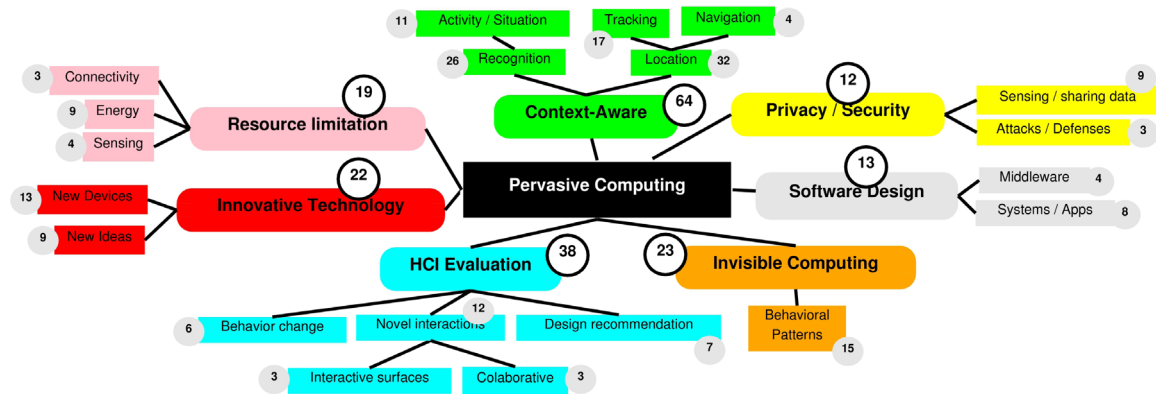 11 Activity / Situation
Tracking 17
Navigation 4
26 Recognition
Location 32
Context-Aware 64
3 Connectivity
9 Energy
4 Sensing
Resource limitation 19
12 Privacy / Security
Sensing / sharing data 9
Attacks / Defenses 3
Pervasive Computing
13 New Devices
9 New Ideas
Innovative Technology 22
13 Software Design
Middleware 4
Systems / Apps 8
HCI Evaluation 38
23 Invisible Computing
6 Behavior change
Novel interactions 12
Design recommendation 7
Behavioral
Patterns 15
3 Interactive surfaces
Colaborative 3